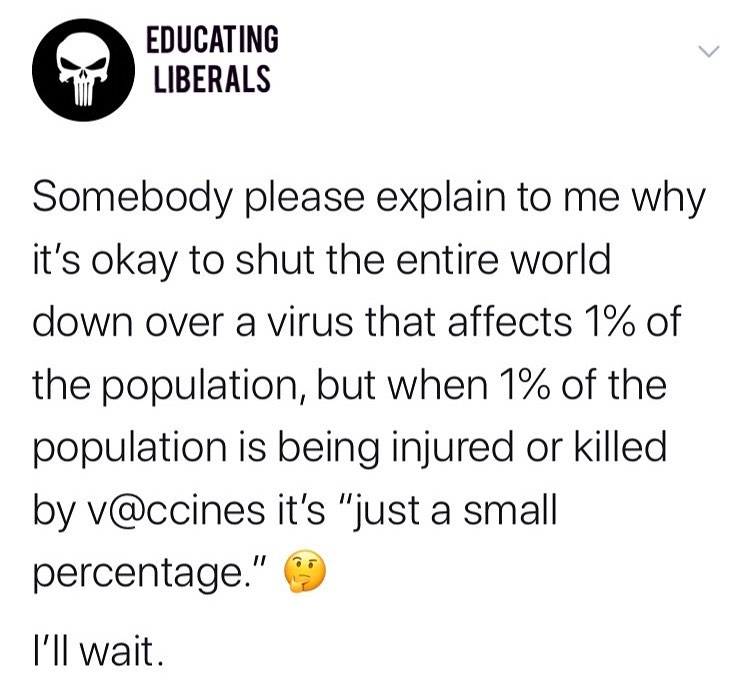 EDUCATING
LIBERALS
Somebody please explain to me why
it's okay to shut the entire world
down over a virus that affects 1% of
the population, but when 1% of the
population is being injured or killed
by v@ccines it's "just a small
percentage." 🤔
I'll wait.